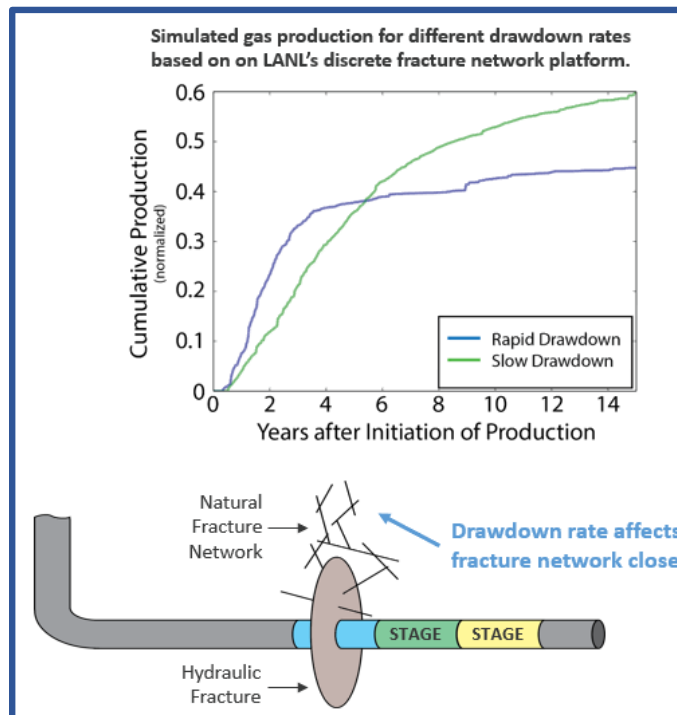 Simulated gas production for different drawdown rates
based on on LANL's discrete fracture network platform.
0.6
0.5
0.4
0.3
0.2
0.1
0
Cumulative Production
(normalized)
Rapid Drawdown
Slow Drawdown
0 2 4 6 8 10 12 14
Years after Initiation of Production
Natural
Fracture
Network
Drawdown rate affects
fracture network close
STAGE STAGE
Hydraulic
Fracture